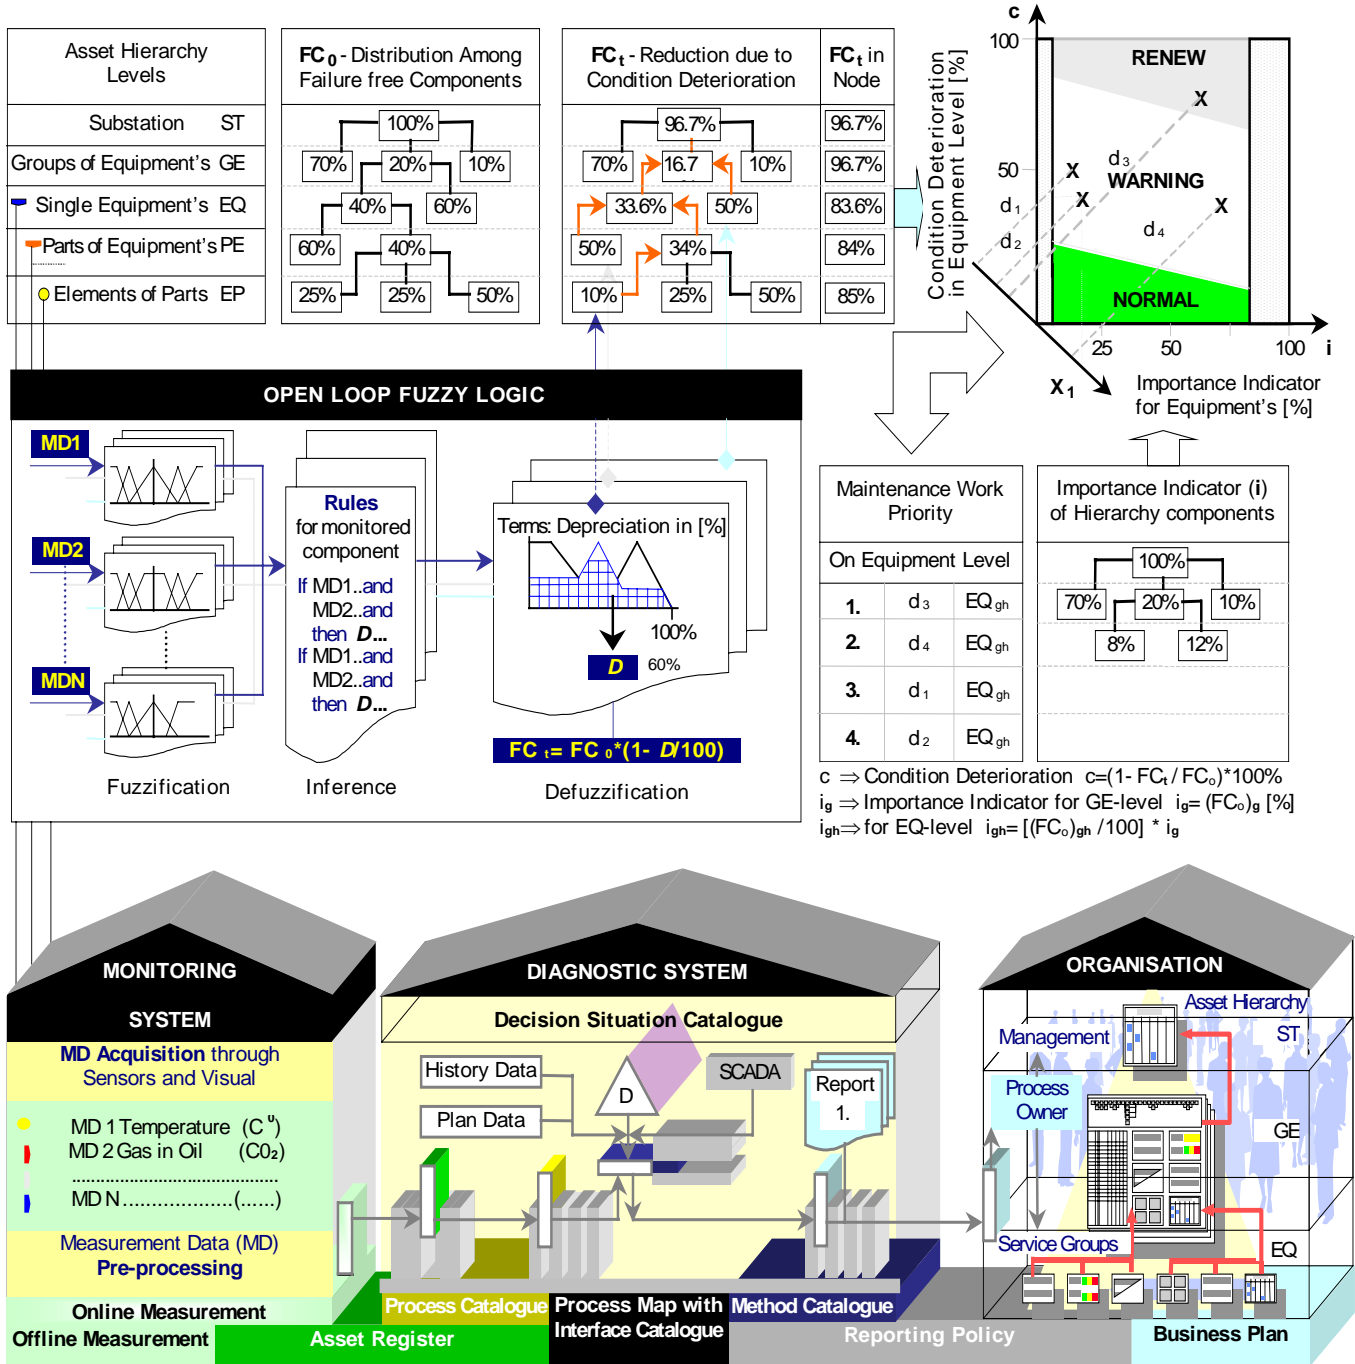 Asset Hierarchy
Levels
FC0 - Distribution Among
Failure free Components
FCt - Reduction due to
Condition Deterioration
FCt in
Node
Substation ST
100%
96.7%
96.7%
Groups of Equipment's GE
70% 20% 10%
70% 16.7 10%
96.7%
Single Equipment's EQ
40% 60%
33.6% 50%
83.6%
Parts of Equipment's PE
60% 40%
50% 34%
84%
Elements of Parts EP
25% 25% 50%
10% 25% 50%
85%
c
Condition Deterioration
in Equipment Level [%]
100
50
RENEW
WARNING
NORMAL
X
X
X
X
d1
d2
d3
d4
25 50 100 i
X1
Importance Indicator
for Equipment's [%]
OPEN LOOP FUZZY LOGIC
MD1
MD2
MDN
Fuzzification
Rules
for monitored
component
If MD1..and
MD2..and
then D...
If MD1..and
MD2..and
then D...
Inference
Terms: Depreciation in [%]
100%
D 60%
FC t = FC 0*(1- D/100)
Defuzzification
Maintenance Work
Priority
On Equipment Level
1. d3 EQgh
2. d4 EQgh
3. d1 EQgh
4. d2 EQgh
Importance Indicator (i)
of Hierarchy components
100%
70% 20% 10%
8% 12%
c ⇒ Condition Deterioration c=(1- FCt / FCo)*100%
ig ⇒ Importance Indicator for GE-level ig= (FCo)g [%]
igh⇒ for EQ-level igh= [(FCo)gh /100] * ig
MONITORING
SYSTEM
MD Acquisition through
Sensors and Visual
MD 1 Temperature (C 0)
MD 2 Gas in Oil (C02)
MD N....................(......)
Measurement Data (MD)
Pre-processing
Online Measurement
Offline Measurement
Asset Register
DIAGNOSTIC SYSTEM
Decision Situation Catalogue
History Data
Plan Data
D
SCADA
Report
1.
Process Catalogue
Process Map with
Interface Catalogue
Method Catalogue
Reporting Policy
ORGANISATION
Asset Hierarchy
Management ST
Process
Owner
GE
Service Groups
EQ
Business Plan